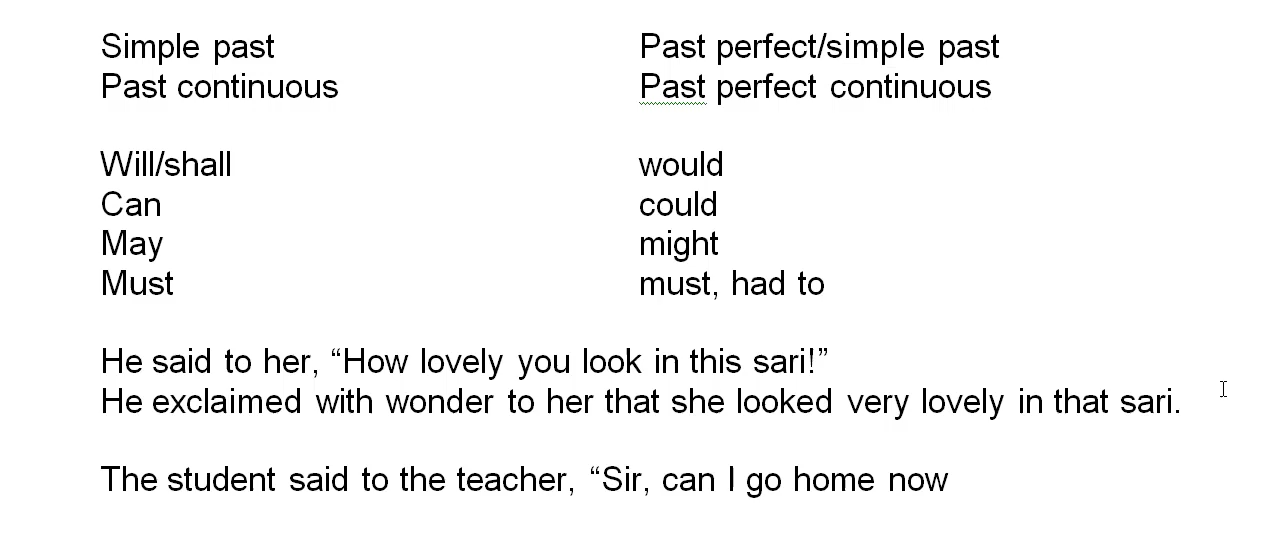 Simple past Past perfect/simple past
Past continuous Past perfect continuous
Will/shall would
Can could
May might
Must must, had to
He said to her, “How lovely you look in this sari!”
He exclaimed with wonder to her that she looked very lovely in that sari.
The student said to the teacher, “Sir, can I go home now